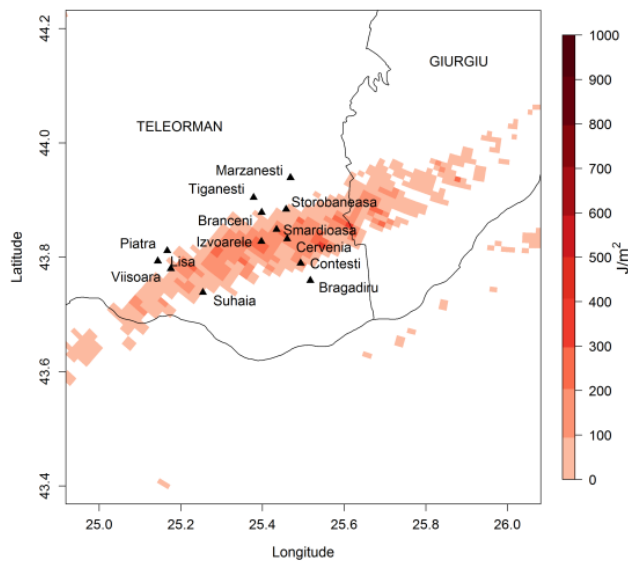 GIURGIU
TELEORMAN
Marzanesti
Tiganesti
Storobaneasa
Branceni
Smardioasa
Piatra
Izvoarele
Cervenia
Lisa
Contesti
Viisoara
Bragadiru
Suhaia
44.2
44.0
43.8
43.6
43.4
Latitude
25.0 25.2 25.4 25.6 25.8 26.0
Longitude
1000
900
800
700
600
500
400
300
200
100
0
J/m²